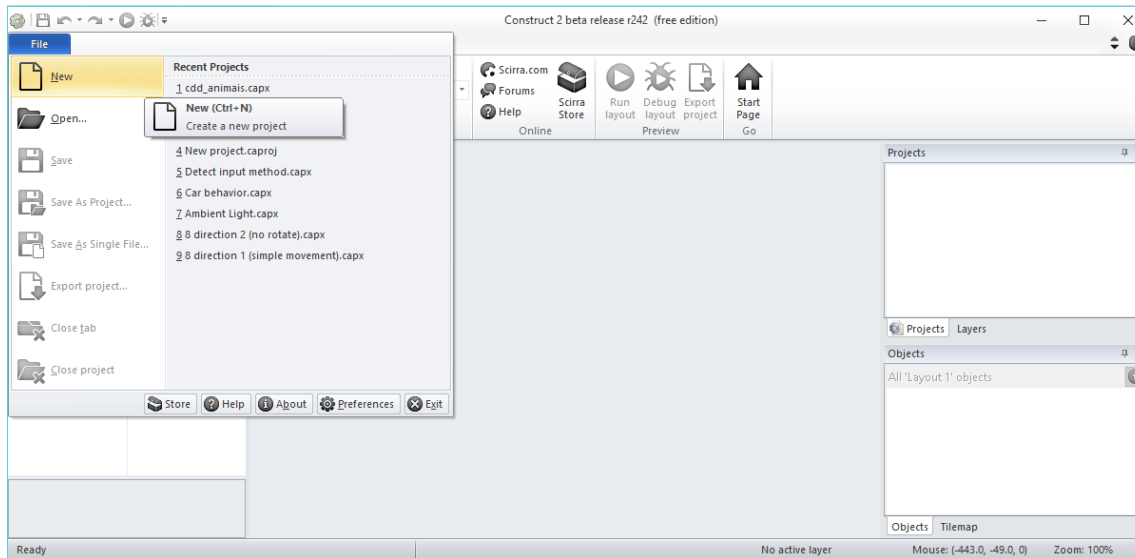 Construct 2 beta release r242 (free edition)
File
New
Open...
Save
Save As Project...
Save As Single File...
Export project...
Close tab
Close project
Recent Projects
1 cdd_animais.capx
New (Ctrl+N)
Create a new project
4 New project.caproj
5 Detect input method.capx
6 Car behavior.capx
7 Ambient Light.capx
8 8 direction 2 (no rotate).capx
9 8 direction 1 (simple movement).capx
Store Help About Preferences Exit
Scirra.com
Forums
Help
Scirra Store
Online
Run layout
Debug layout
Export project
Preview
Start Page
Go
Projects
Projects Layers
Objects
All 'Layout 1' objects
Objects Tilemap
Ready
No active layer
Mouse: (-443.0, -49.0, 0)
Zoom: 100%